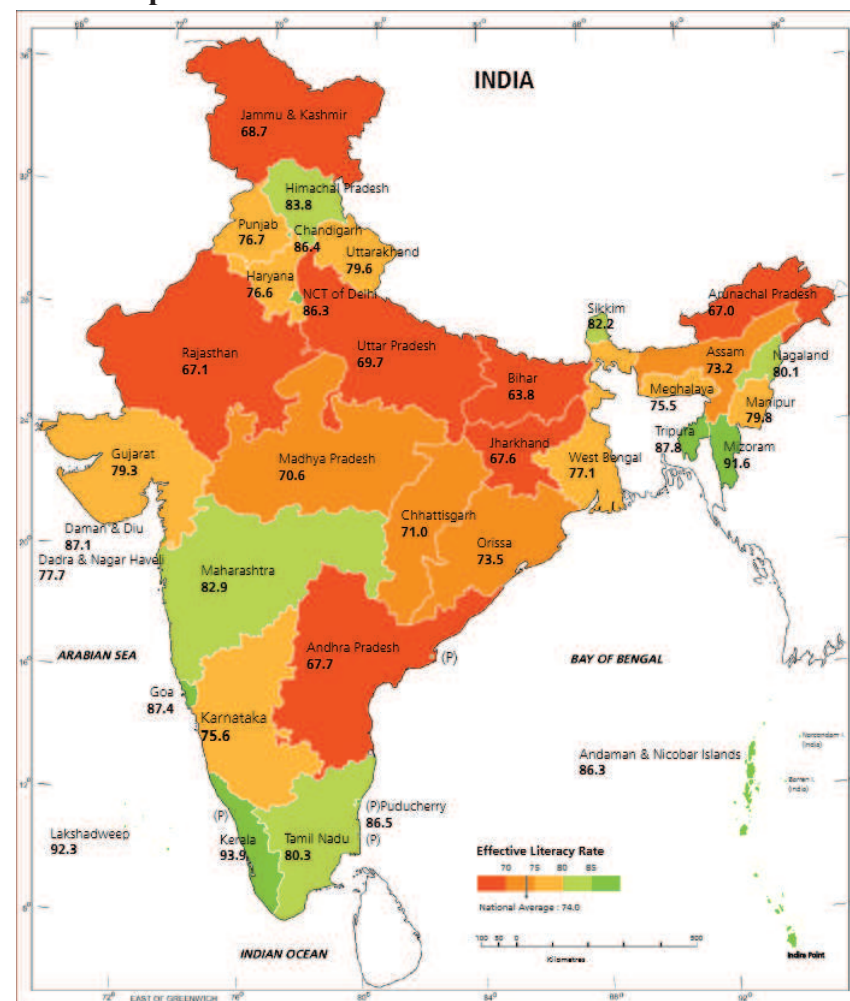 INDIA
Jammu & Kashmir
68.7
Himachal Pradesh
83.8
Punjab
76.7
Chandigarh
86.4
Uttarakhand
79.6
Haryana
76.6
NCT of Delhi
86.3
Rajasthan
67.1
Uttar Pradesh
69.7
Bihar
63.8
Sikkim
82.2
Arunachal Pradesh
67.0
Assam
73.2
Nagaland
80.1
Meghalaya
75.5
Manipur
79.8
Tripura
87.8
Mizoram
91.6
Jharkhand
67.6
West Bengal
77.1
Gujarat
79.3
Madhya Pradesh
70.6
Chhattisgarh
71.0
Orissa
73.5
Daman & Diu
87.1
Dadra & Nagar Haveli
77.7
Maharashtra
82.9
Andhra Pradesh
67.7
(P)
ARABIAN SEA
BAY OF BENGAL
Goa
87.4
Karnataka
75.6
Andaman & Nicobar Islands
86.3
Narcondam I.
(India)
Barren I.
(India)
(P)
(P)Puducherry
86.5
(P)
Lakshadweep
92.3
Kerela
93.9
Tamil Nadu
80.3
Effective Literacy Rate
70 75 80 85
National Average : 74.0
Kilometres
INDIAN OCEAN
Indira Point
EAST OF GREENWICH